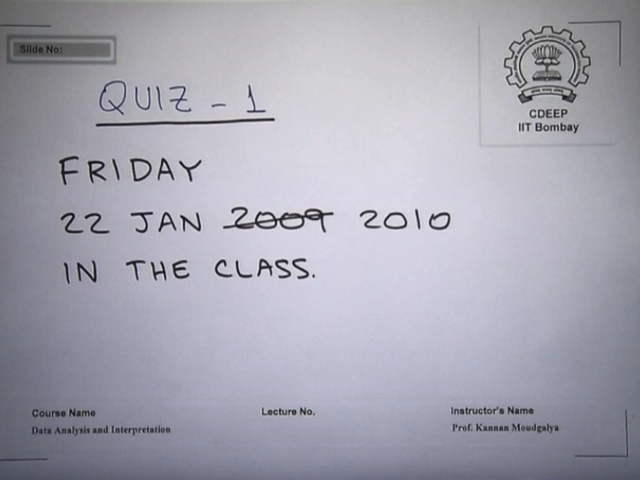 Slide No:
QUIZ - 1
CDEEP
IIT Bombay
FRIDAY
22 JAN 2009 2010
IN THE CLASS.
Course Name
Lecture No.
Instructor's Name
Data Analysis and Interpretation
Prof. Kannan Moudgalya